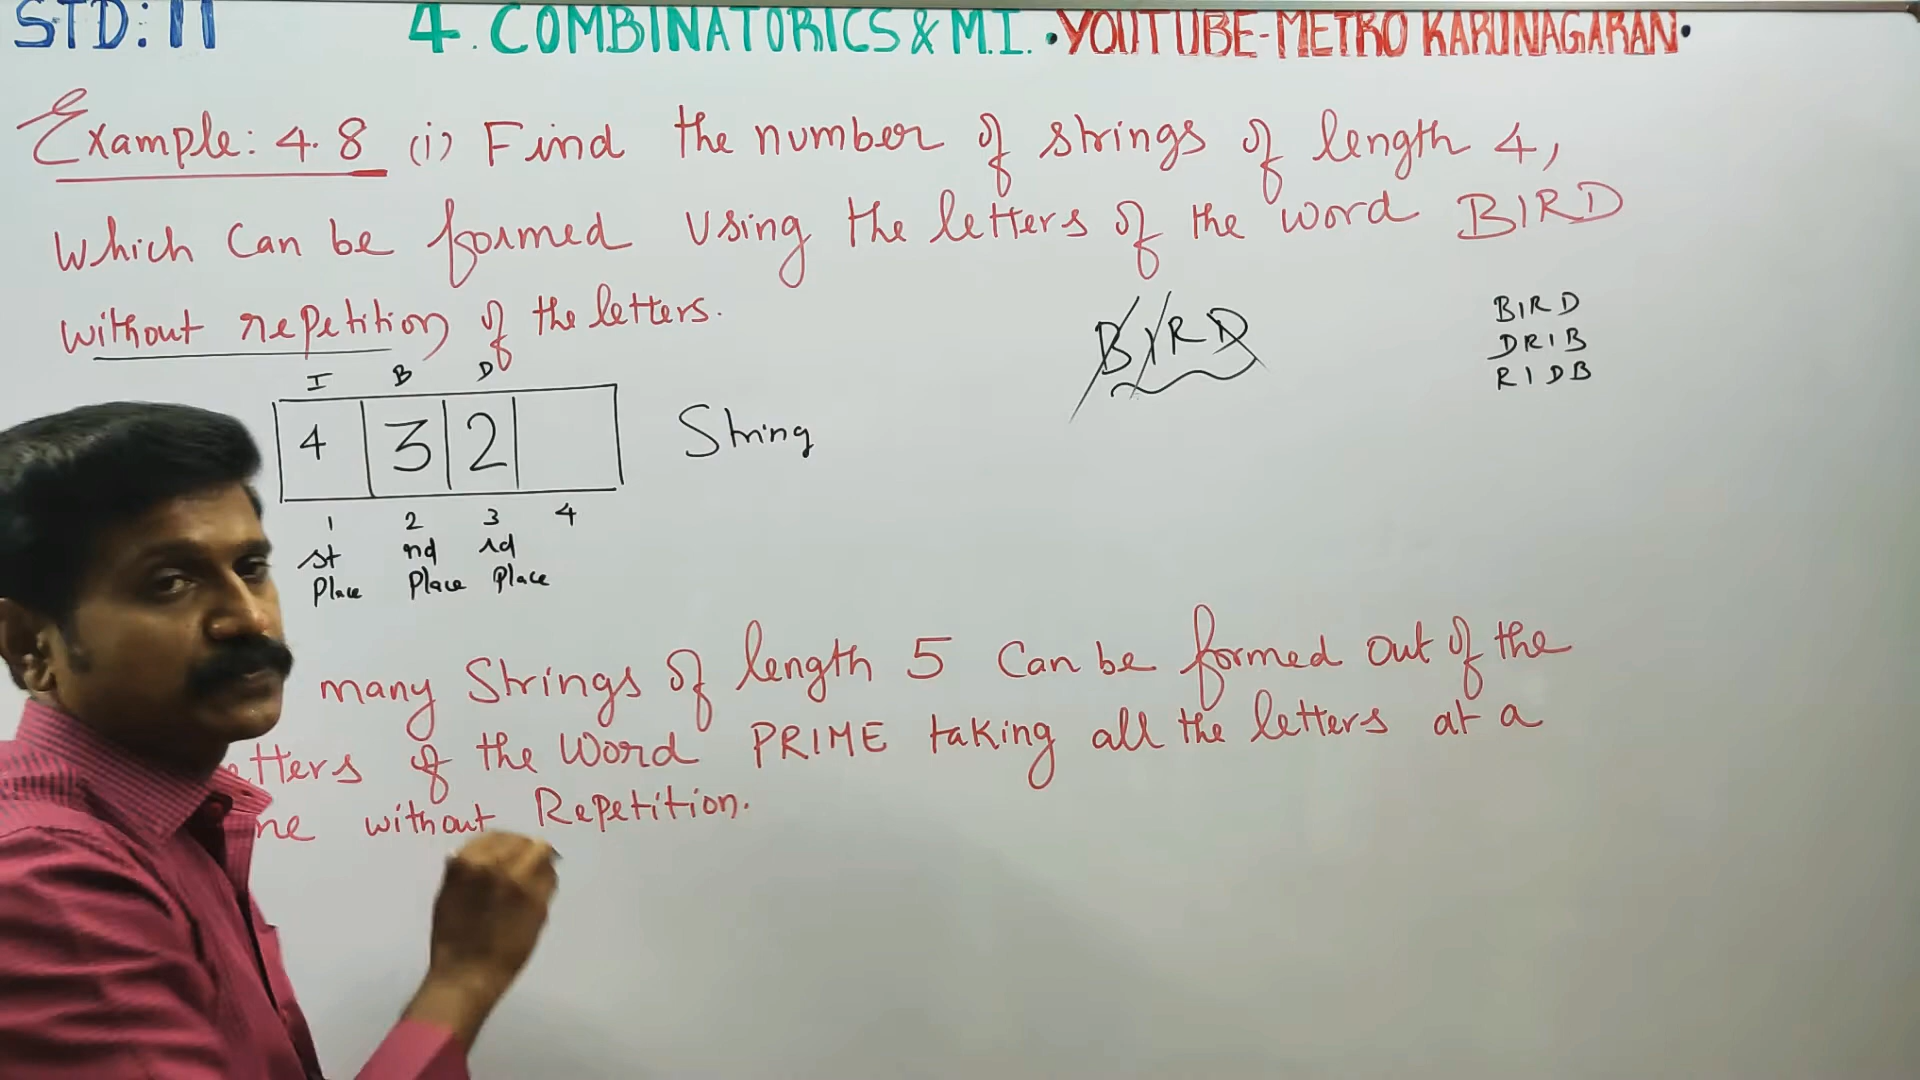 STD: 11 4. COMBINATORICS & M.I. • YOUTUBE-METRO KARUNAGARAN •
Example: 4.8 (i) Find the number of strings of length 4,
which can be formed using the letters of the word BIRD
without repetition of the letters.
BIRD
BIRD
DRIB
RIDB
I B D
4 3 2
String
1 2 3 4
st nd rd
Place Place Place
many Strings of length 5 Can be formed out of the
etters of the Word PRIME taking all the letters at a
ne without Repetition.